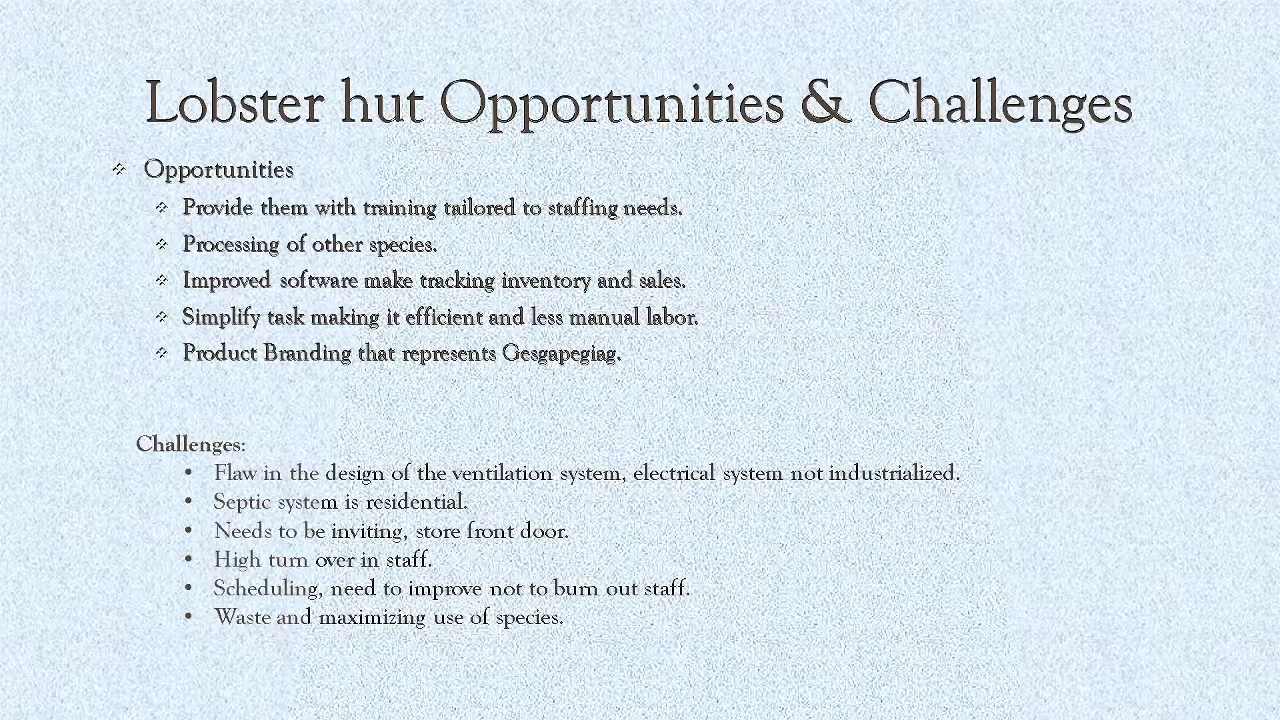 Lobster hut Opportunities & Challenges
Opportunities
Provide them with training tailored to staffing needs.
Processing of other species.
Improved software make tracking inventory and sales.
Simplify task making it efficient and less manual labor.
Product Branding that represents Gesgapegiag.
Challenges:
• Flaw in the design of the ventilation system, electrical system not industrialized.
• Septic system is residential.
• Needs to be inviting, store front door.
• High turn over in staff.
• Scheduling, need to improve not to burn out staff.
• Waste and maximizing use of species.